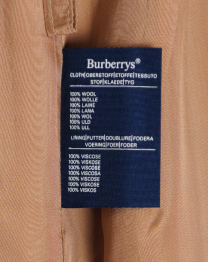 Burberrys®
CLOTH/OBERSTOFF/STOFFE/TESSUTO
STOF/KLAEDE/TYG
100% WOOL
100% WOLLE
100% LAINE
100% LANA
100% WOL
100% ULD
100% ULL
LINING/FUTTER/DOUBLURE/FODERA
VOERING/FOER/FODER
100% VISCOSE
100% VISKOSE
100% VISCOSE
100% VISCOSE
100% VISCOSE
100% VISKOSE
100% VISKOS